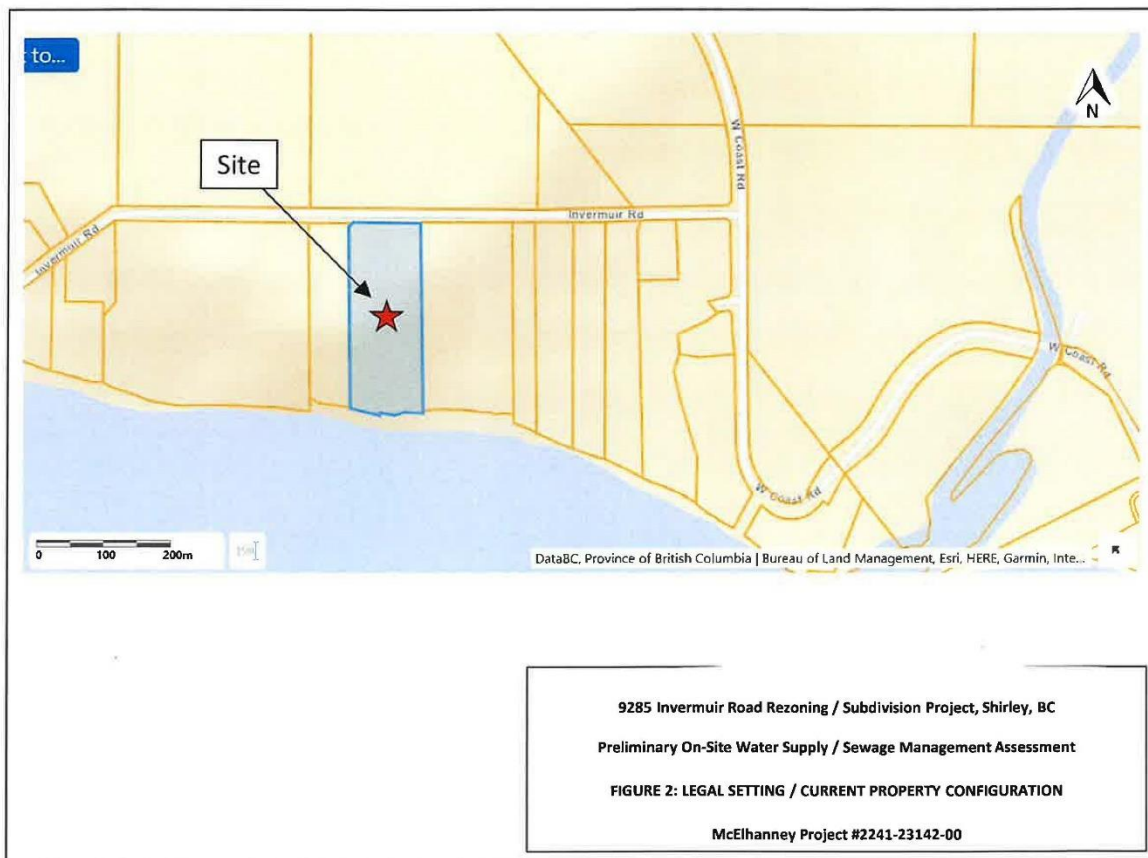 to...
N
W Coast Rd
Site
Invermuir Rd
Invermuir Rd
W Coast Rd
W Coast Rd
0 100 200m
DataBC, Province of British Columbia | Bureau of Land Management, Esri, HERE, Garmin, Inte...
9285 Invermuir Road Rezoning / Subdivision Project, Shirley, BC
Preliminary On-Site Water Supply / Sewage Management Assessment
FIGURE 2: LEGAL SETTING / CURRENT PROPERTY CONFIGURATION
McElhanney Project #2241-23142-00